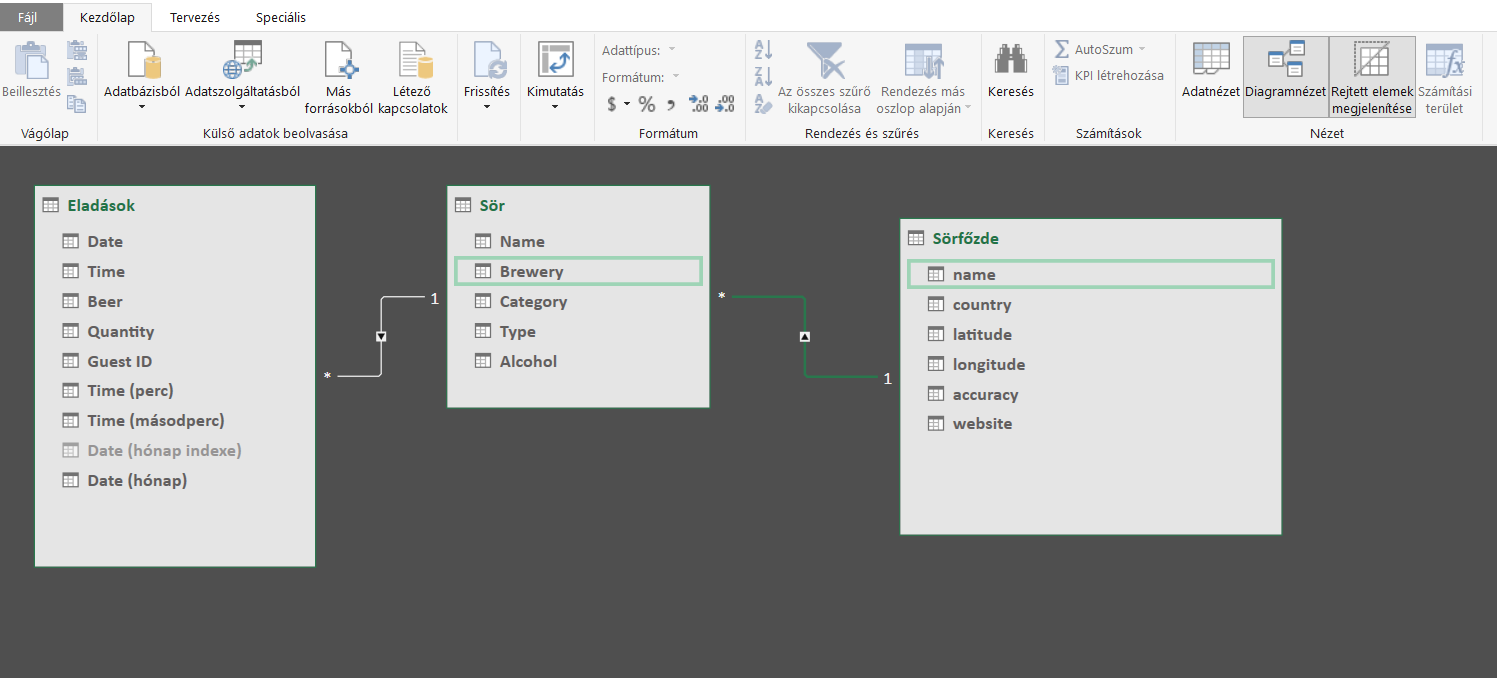 Fájl Kezdőlap Tervezés Speciális
Beillesztés
Vágólap
Adatbázisból
Adatszolgáltatásból
Más
forrásokból
Létező
kapcsolatok
Külső adatok beolvasása
Frissítés
Kimutatás
Adattípus:
Formátum:
$ % ,
Formátum
Az összes szűrő
kikapcsolása
Rendezés más
oszlop alapján
Rendezés és szűrés
Keresés
Keresés
AutoSzum
KPI létrehozása
Számítások
Adatnézet
Diagramnézet
Rejtett elemek
megjelenítése
Számítási
terület
Nézet
Eladások
Date
Time
Beer
Quantity
Guest ID
Time (perc)
Time (másodperc)
Date (hónap indexe)
Date (hónap)
*
1
Sör
Name
Brewery
Category
Type
Alcohol
*
1
Sörfőzde
name
country
latitude
longitude
accuracy
website